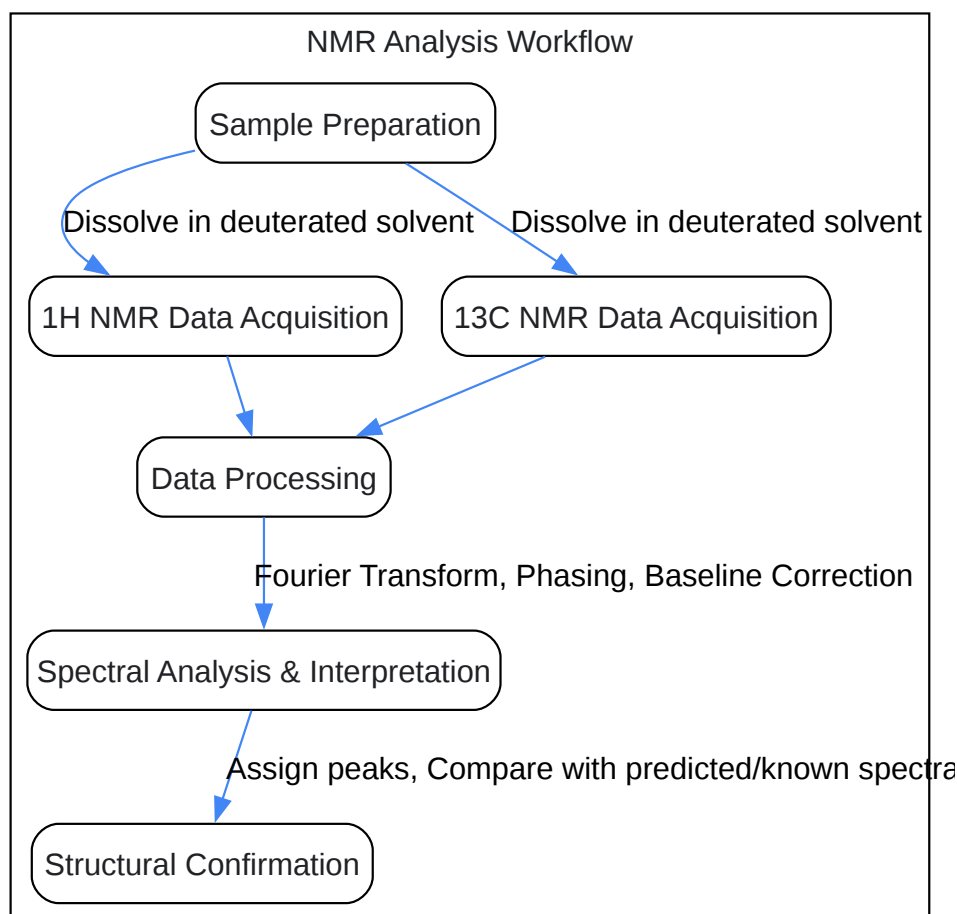 NMR Analysis Workflow
Sample Preparation
Dissolve in deuterated solvent
Dissolve in deuterated solvent
1H NMR Data Acquisition
13C NMR Data Acquisition
Data Processing
Fourier Transform, Phasing, Baseline Correction
Spectral Analysis & Interpretation
Assign peaks, Compare with predicted/known spectra
Structural Confirmation